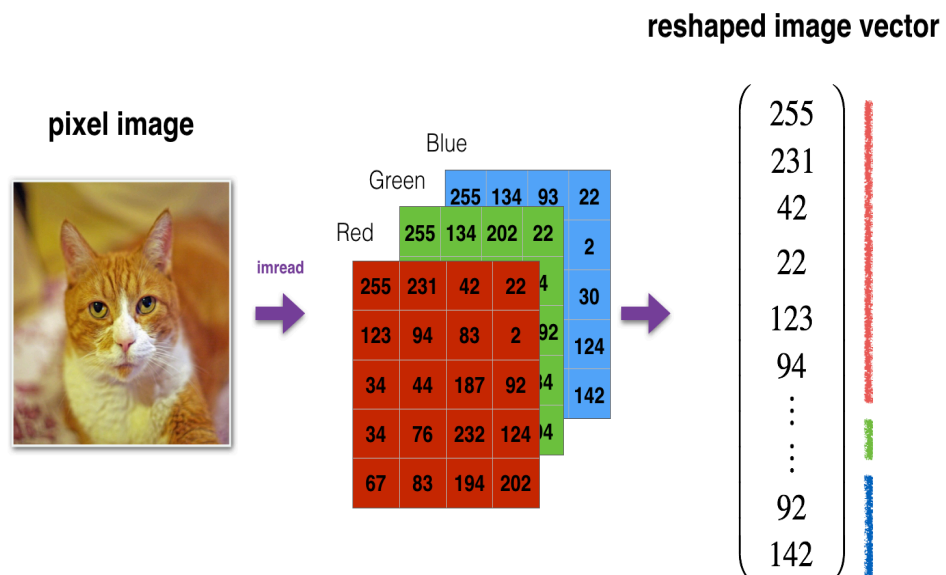 reshaped image vector
pixel image
Blue
Green
Red
imread
255 134 93 22
2
30
124
142
255 134 202 22
4
92
34
94
255 231 42 22
123 94 83 2
34 44 187 92
34 76 232 124
67 83 194 202
255
231
42
22
123
94
⋮
⋮
92
142